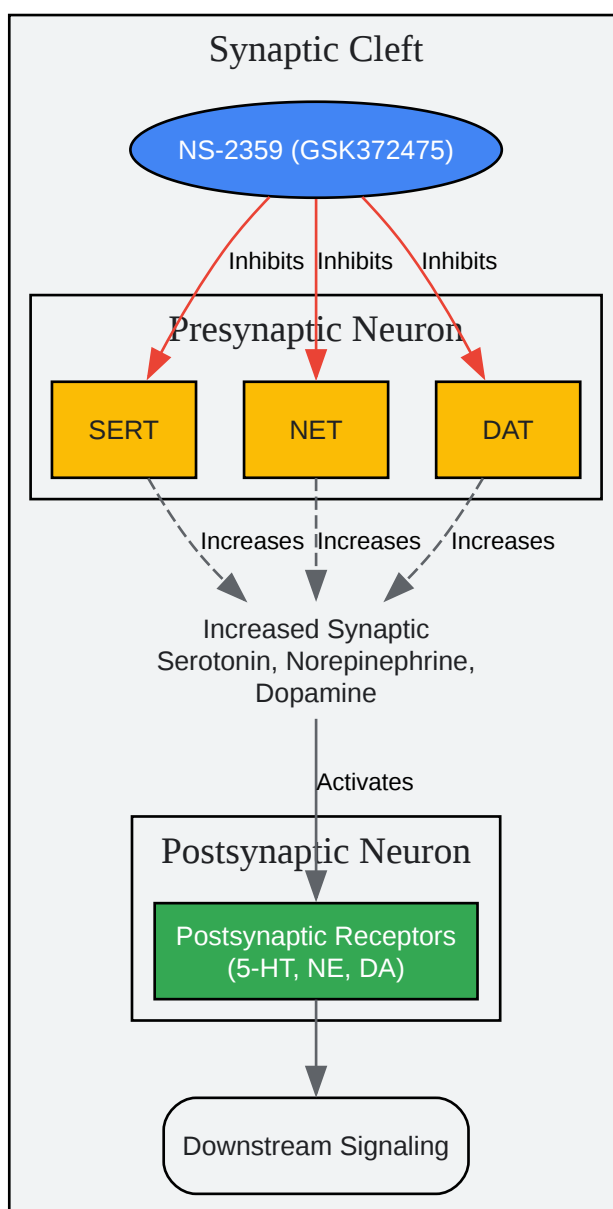 Synaptic Cleft
NS-2359 (GSK372475)
Inhibits Inhibits Inhibits
Presynaptic Neuron
SERT NET DAT
Increases Increases Increases
Increased Synaptic
Serotonin, Norepinephrine,
Dopamine
Activates
Postsynaptic Neuron
Postsynaptic Receptors
(5-HT, NE, DA)
Downstream Signaling